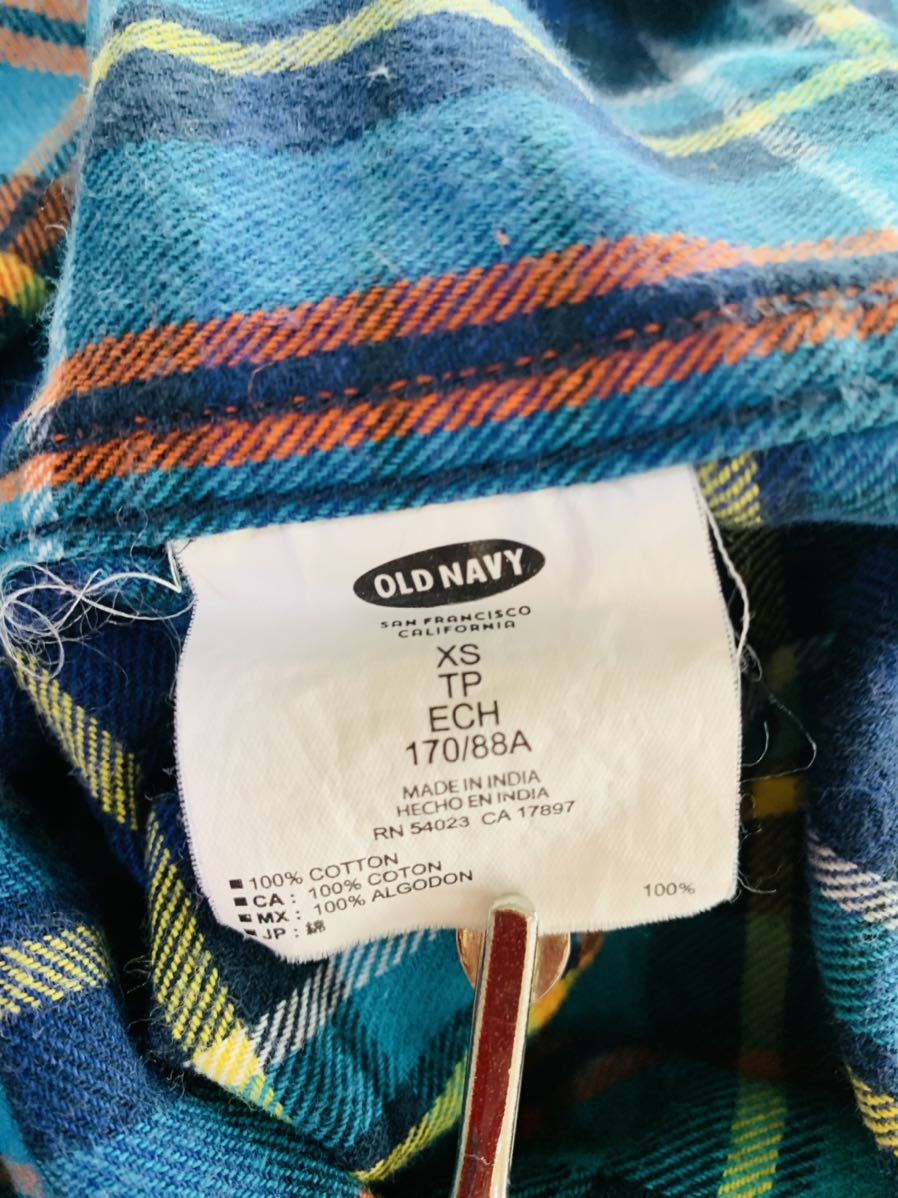 OLD NAVY
SAN FRANCISCO
CALIFORNIA
XS
TP
ECH
170/88A
MADE IN INDIA
HECHO EN INDIA
RN 54023 CA 17897
100% COTTON
CA : 100% COTON
MX : 100% ALGODON
JP : 綿 100%